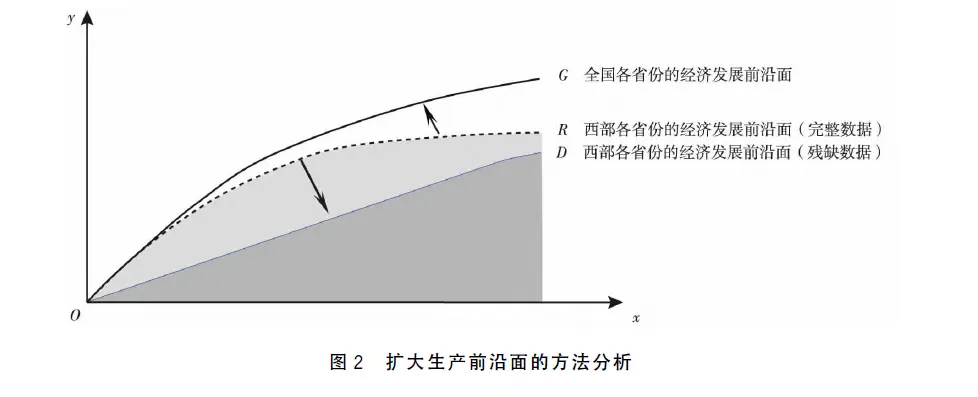 y
G 全国各省份的经济发展前沿面
R 西部各省份的经济发展前沿面(完整数据)
D 西部各省份的经济发展前沿面(残缺数据)
O
x
图 2 扩大生产前沿面的方法分析